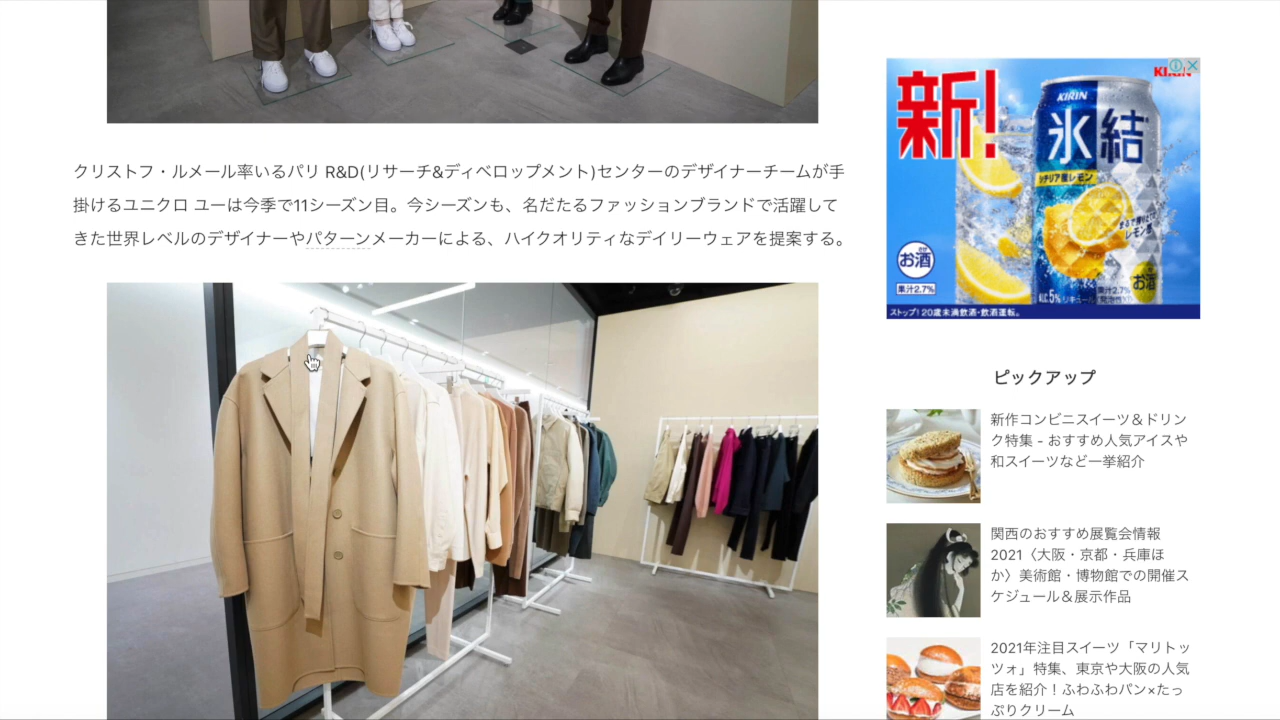 クリストフ・ルメール率いるパリ R&D(リサーチ&ディベロップメント)センターのデザイナーチームが手
掛けるユニクロ ユーは今季で11シーズン目。今シーズンも、名だたるファッションブランドで活躍して
きた世界レベルのデザイナーやパターンメーカーによる、ハイクオリティなデイリーウェアを提案する。
新!
KIRIN
氷結
シチリア産レモン
お酒
果汁2.7%
ALC.5%
お酒
ストップ! 20歳未満飲酒・飲酒運転。
ピックアップ
新作コンビニスイーツ&ドリン
ク特集 - おすすめ人気アイスや
和スイーツなど一挙紹介
関西のおすすめ展覧会情報
2021〈大阪・京都・兵庫ほ
か〉美術館・博物館での開催ス
ケジュール&展示作品
2021年注目スイーツ「マリトッ
ツォ」特集、東京や大阪の人気
店を紹介!ふわふわパン×たっ
ぷりクリーム